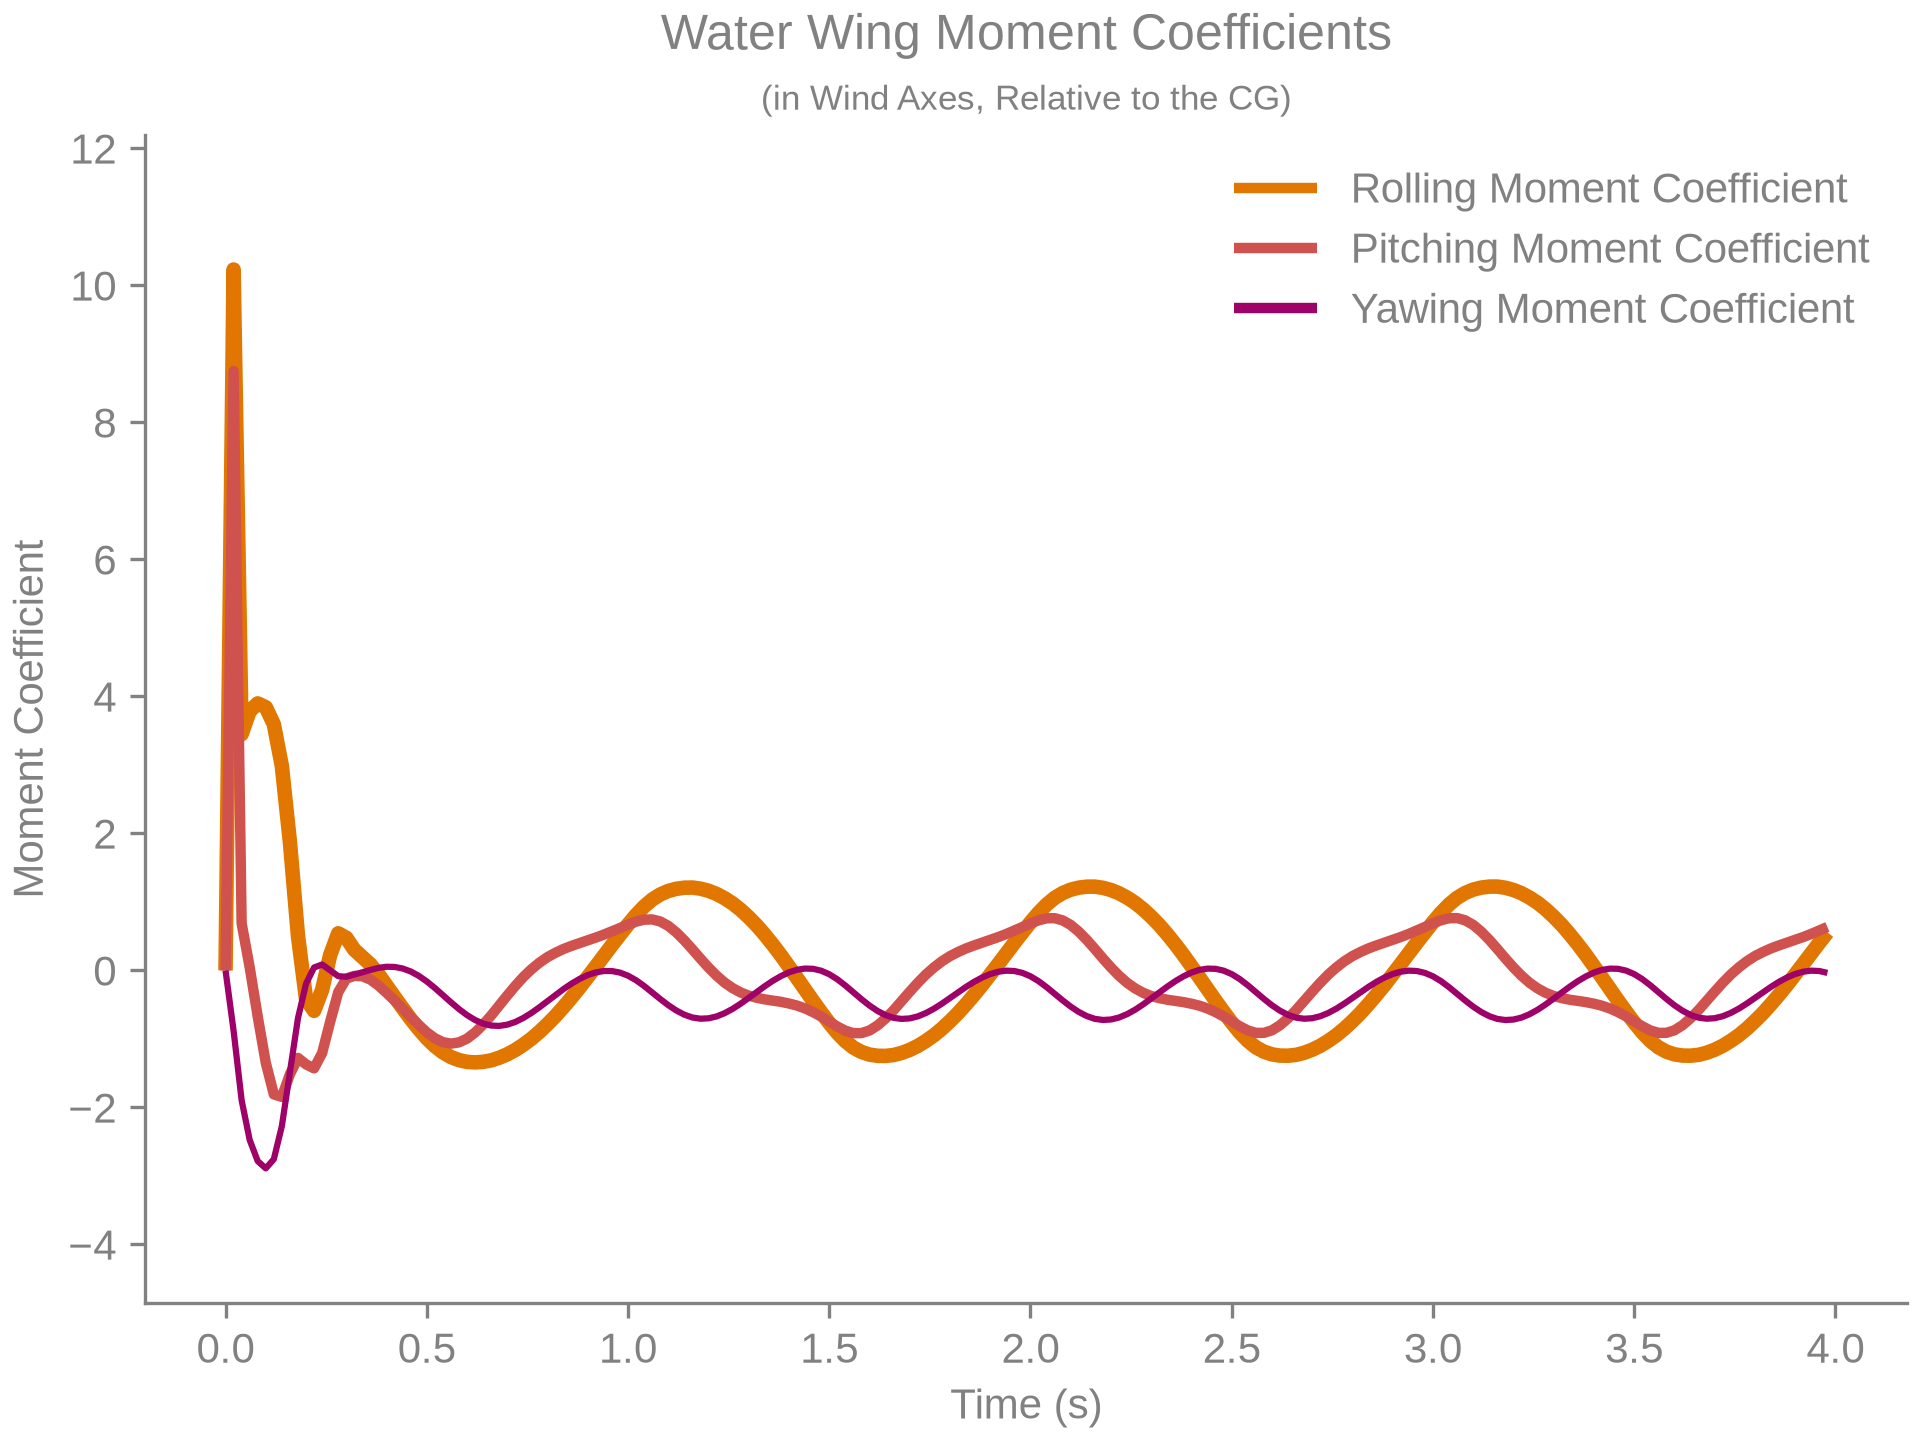 Water Wing Moment Coefficients
(in Wind Axes, Relative to the CG)
12
10
8
6
4
2
0
−2
−4
Moment Coefficient
Rolling Moment Coefficient
Pitching Moment Coefficient
Yawing Moment Coefficient
0.0 0.5 1.0 1.5 2.0 2.5 3.0 3.5 4.0
Time (s)